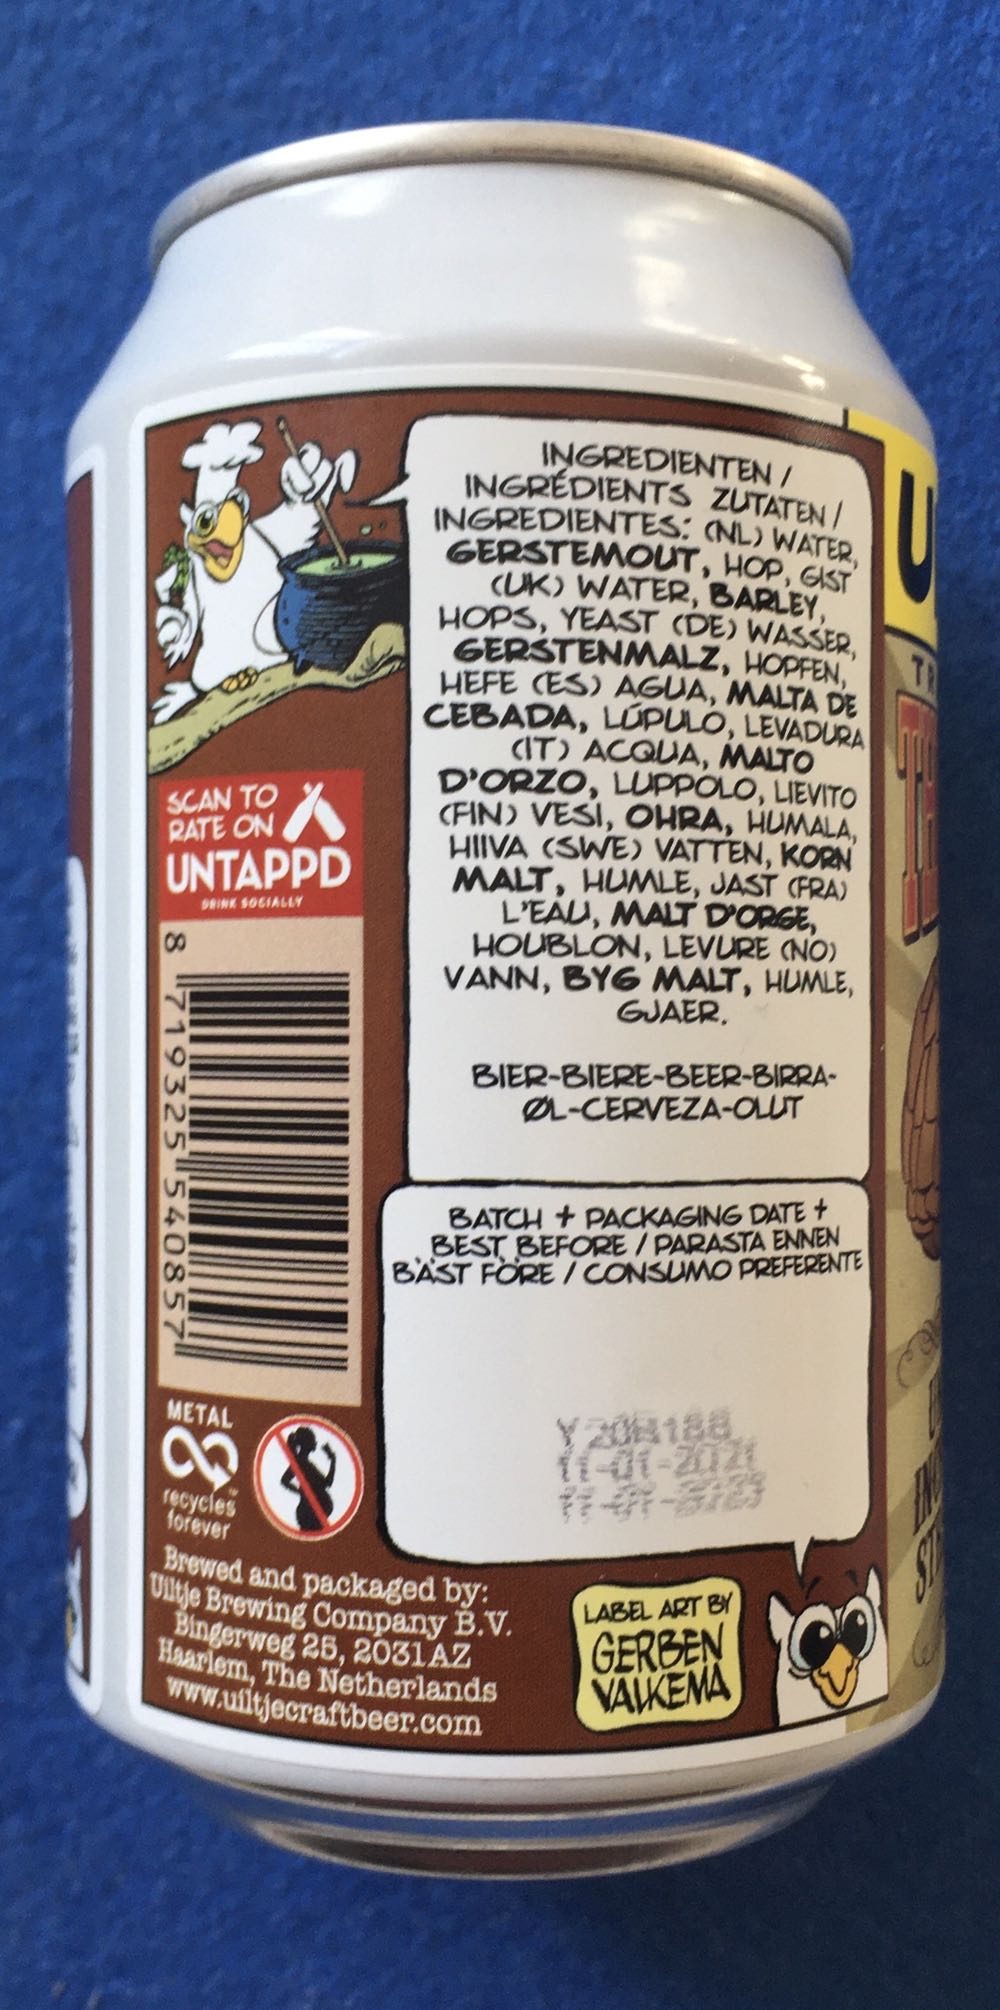 INGREDIENTEN /
INGRÉDIENTS ZUTATEN /
INGREDIENTES: (NL) WATER,
GERSTEMOUT, HOP, GIST
(UK) WATER, BARLEY,
HOPS, YEAST (DE) WASSER,
GERSTENMALZ, HOPFEN,
HEFE (ES) AGUA, MALTA DE
CEBADA, LÚPULO, LEVADURA
(IT) ACQUA, MALTO
D'ORZO, LUPPOLO, LIEVITO
(FIN) VESI, OHRA, HUMALA,
HIIVA (SWE) VATTEN, KORN
MALT, HUMLE, JAST (FRA)
L'EAU, MALT D'ORGE,
HOUBLON, LEVURE (NO)
VANN, BYG MALT, HUMLE,
GJAER.
BIER-BIERE-BEER-BIRRA-
ØL-CERVEZA-OLUT
BATCH + PACKAGING DATE +
BEST BEFORE / PARASTA ENNEN
BÄST FÖRE / CONSUMO PREFERENTE
SCAN TO
RATE ON
UNTAPPD
DRINK SOCIALLY
8 719325 540857
METAL
recycles
forever
Brewed and packaged by:
Uiltje Brewing Company B.V.
Bingerweg 25, 2031AZ
Haarlem, The Netherlands
www.uiltjecraftbeer.com
LABEL ART BY
GERBEN
VALKEMA